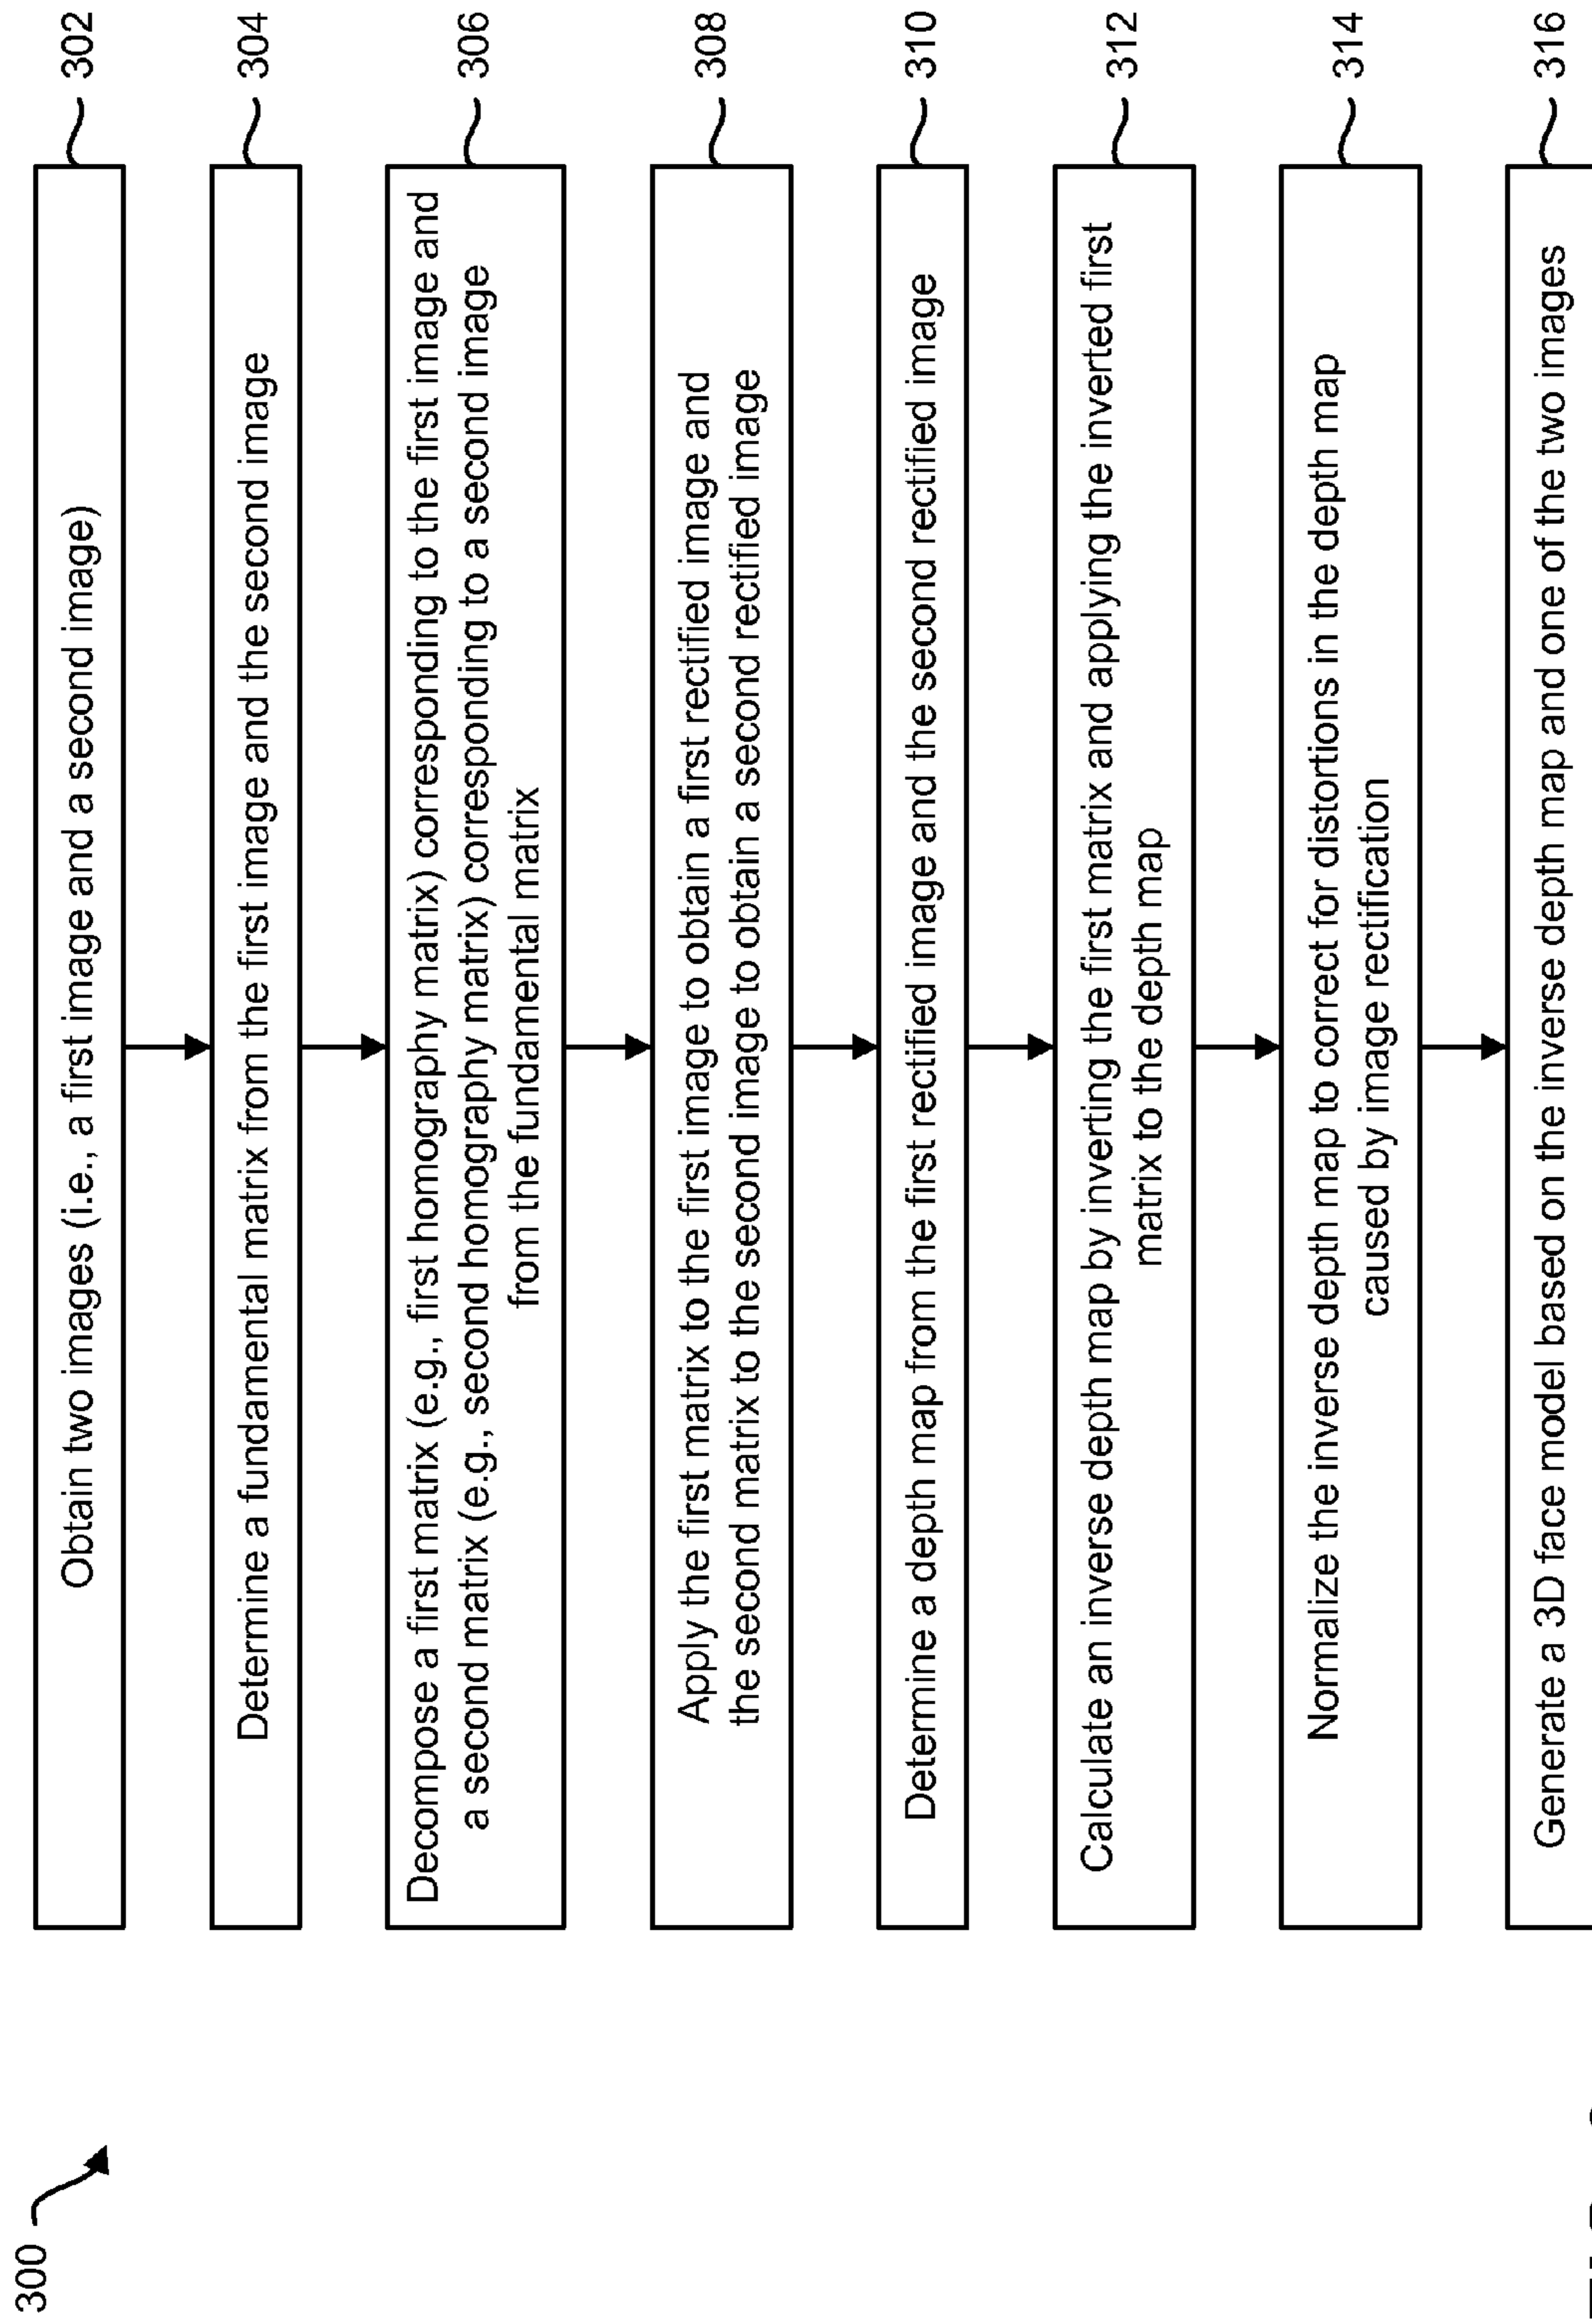 300
Obtain two images (i.e., a first image and a second image)
302
Determine a fundamental matrix from the first image and the second image
304
Decompose a first matrix (e.g., first homography matrix) corresponding to the first image and
a second matrix (e.g., second homography matrix) corresponding to a second image
from the fundamental matrix
306
Apply the first matrix to the first image to obtain a first rectified image and
the second matrix to the second image to obtain a second rectified image
308
Determine a depth map from the first rectified image and the second rectified image
310
Calculate an inverse depth map by inverting the first matrix and applying the inverted first
matrix to the depth map
312
Normalize the inverse depth map to correct for distortions in the depth map
caused by image rectification
314
Generate a 3D face model based on the inverse depth map and one of the two images
316